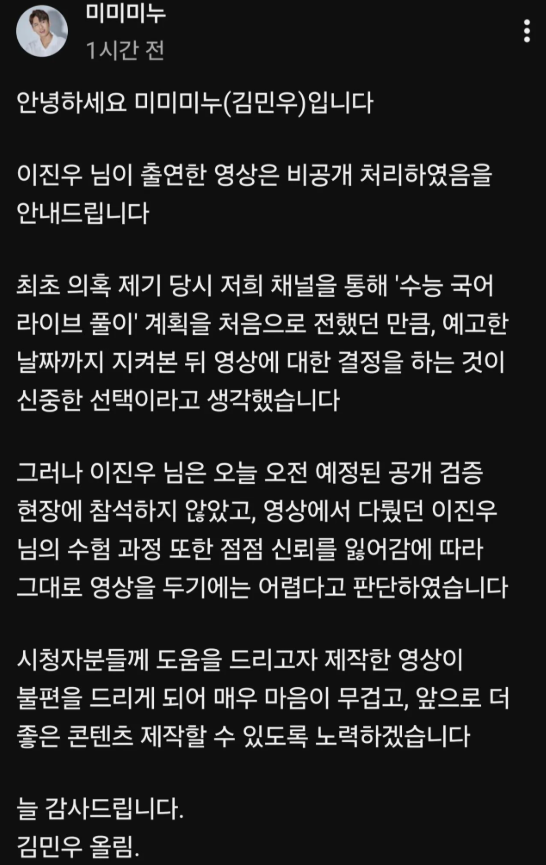 미미미누
1시간 전
안녕하세요 미미미누(김민우)입니다
이진우 님이 출연한 영상은 비공개 처리하였음을
안내드립니다
최초 의혹 제기 당시 저희 채널을 통해 '수능 국어
라이브 풀이' 계획을 처음으로 전했던 만큼, 예고한
날짜까지 지켜본 뒤 영상에 대한 결정을 하는 것이
신중한 선택이라고 생각했습니다
그러나 이진우 님은 오늘 오전 예정된 공개 검증
현장에 참석하지 않았고, 영상에서 다뤘던 이진우
님의 수험 과정 또한 점점 신뢰를 잃어감에 따라
그대로 영상을 두기에는 어렵다고 판단하였습니다
시청자분들께 도움을 드리고자 제작한 영상이
불편을 드리게 되어 매우 마음이 무겁고, 앞으로 더
좋은 콘텐츠 제작할 수 있도록 노력하겠습니다
늘 감사드립니다.
김민우 올림.